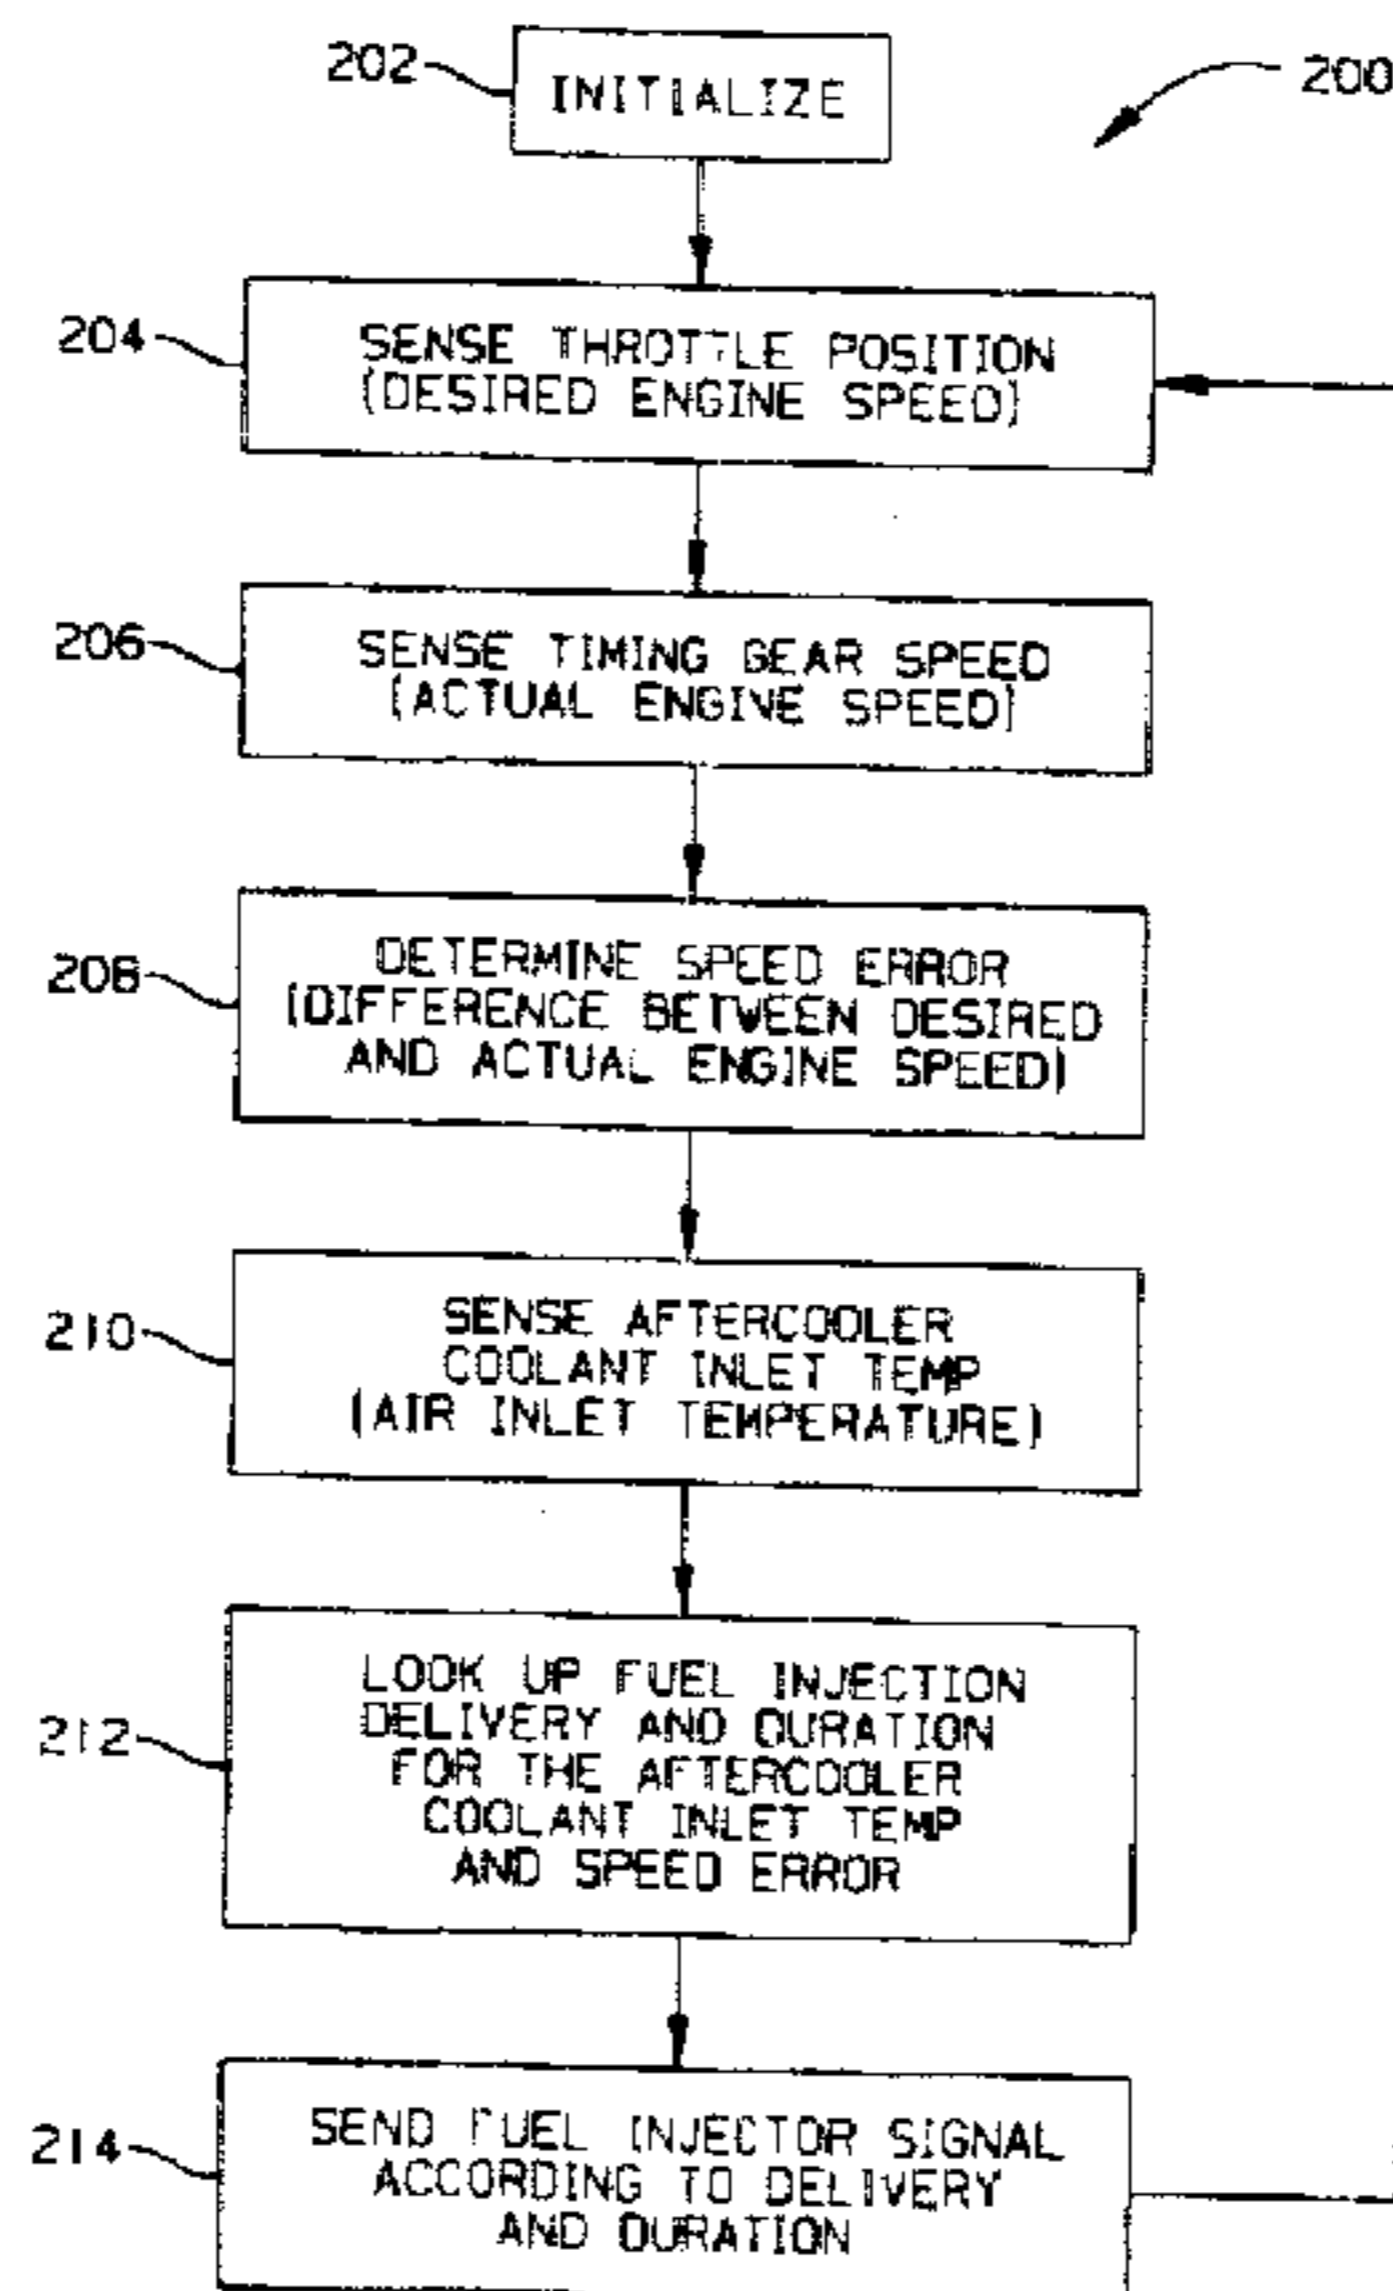 202
INITIALIZE
200
204
SENSE THROTTLE POSITION
(DESIRED ENGINE SPEED)
206
SENSE TIMING GEAR SPEED
(ACTUAL ENGINE SPEED)
208
DETERMINE SPEED ERROR
(DIFFERENCE BETWEEN DESIRED
AND ACTUAL ENGINE SPEED)
210
SENSE AFTERCOOLER
COOLANT INLET TEMP
(AIR INLET TEMPERATURE)
212
LOOK UP FUEL INJECTION
DELIVERY AND DURATION
FOR THE AFTERCOOLER
COOLANT INLET TEMP
AND SPEED ERROR
214
SEND FUEL INJECTOR SIGNAL
ACCORDING TO DELIVERY
AND DURATION